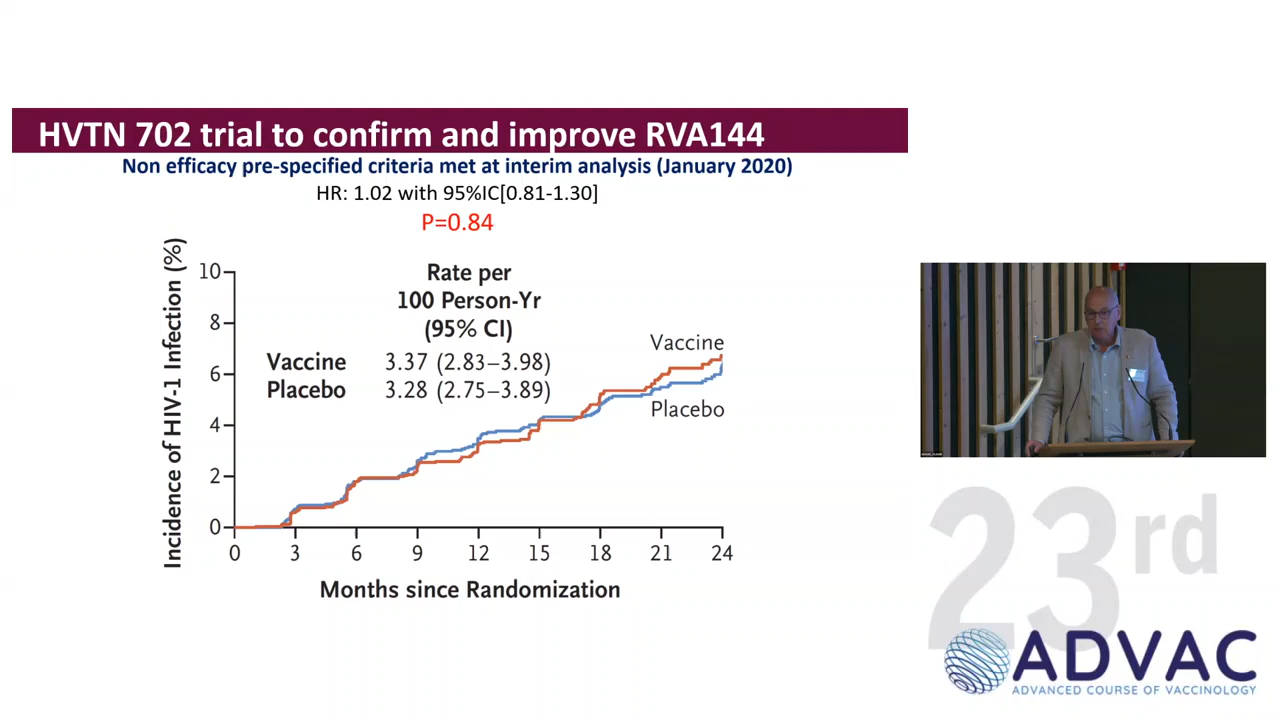 HVTN 702 trial to confirm and improve RVA144
Non efficacy pre-specified criteria met at interim analysis (January 2020)
HR: 1.02 with 95%IC[0.81-1.30]
P=0.84
Incidence of HIV-1 Infection (%)
10
8
6
4
2
0
Rate per
100 Person-Yr
(95% CI)
Vaccine 3.37 (2.83–3.98)
Placebo 3.28 (2.75–3.89)
Vaccine
Placebo
0 3 6 9 12 15 18 21 24
Months since Randomization
23rd
ADVAC
ADVANCED COURSE OF VACCINOLOGY